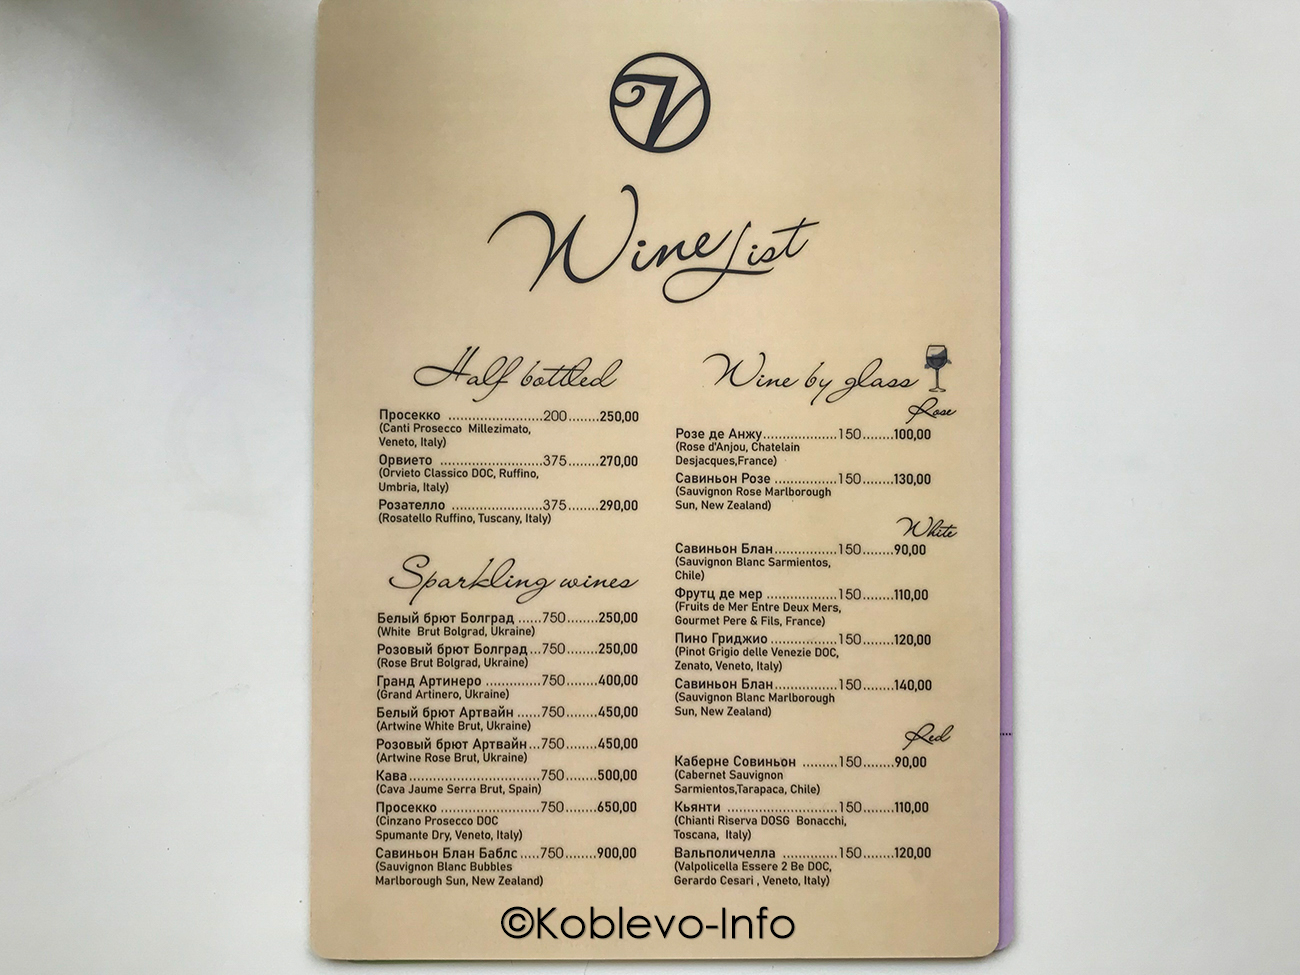 V
Wine List
Half bottled
Просекко ........................200........250,00
(Canti Prosecco Millezimato,
Veneto, Italy)
Орвието ..........................375........270,00
(Orvieto Classico DOC, Ruffino,
Umbria, Italy)
Розателло .......................375........290,00
(Rosatello Ruffino, Tuscany, Italy)
Sparkling wines
Белый брют Болград ......750........250,00
(White Brut Bolgrad, Ukraine)
Розовый брют Болград...750........250,00
(Rose Brut Bolgrad, Ukraine)
Гранд Артинеро ..............750........400,00
(Grand Artinero, Ukraine)
Белый брют Артвайн ......750........450,00
(Artwine White Brut, Ukraine)
Розовый брют Артвайн...750........450,00
(Artwine Rose Brut, Ukraine)
Кава.................................750........500,00
(Cava Jaume Serra Brut, Spain)
Просекко .........................750........650,00
(Cinzano Prosecco DOC
Spumante Dry, Veneto, Italy)
Савиньон Блан Баблс.....750........900,00
(Sauvignon Blanc Bubbles
Marlborough Sun, New Zealand)
Wine by glass
Rose
Розе де Анжу...................150........100,00
(Rose d'Anjou, Chatelain
Desjacques,France)
Савиньон Розе ................150........130,00
(Sauvignon Rose Marlborough
Sun, New Zealand)
White
Савиньон Блан................150........90,00
(Sauvignon Blanc Sarmientos,
Chile)
Фрутц де мер ..................150........110,00
(Fruits de Mer Entre Deux Mers,
Gourmet Pere & Fils, France)
Пино Гриджио .................150........120,00
(Pinot Grigio delle Venezie DOC,
Zenato, Veneto, Italy)
Савиньон Блан................150........140,00
(Sauvignon Blanc Marlborough
Sun, New Zealand)
Red
Каберне Совиньон .........150........90,00
(Cabernet Sauvignon
Sarmientos,Tarapaca, Chile)
Кьянти ............................150........110,00
(Chianti Riserva DOSG Bonacchi,
Toscana, Italy)
Вальполичелла ..............150........120,00
(Valpolicella Essere 2 Be DOC,
Gerardo Cesari , Veneto, Italy)
©Koblevo-Info